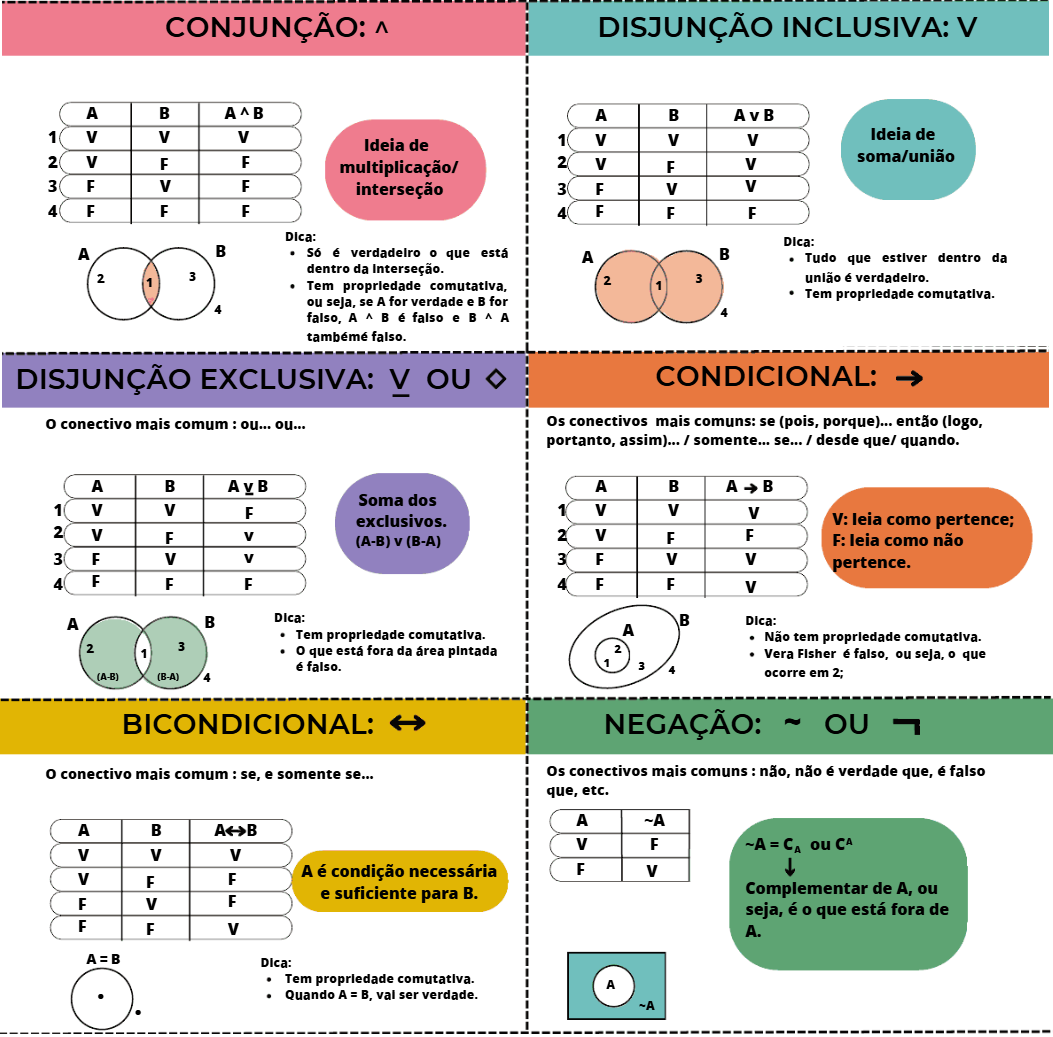 CONJUNÇÃO: ^
A B A ^ B
1 V V V
2 V F F
3 F V F
4 F F F
Ideia de
multiplicação/
interseção
A B
2 1 3
4
Dica:
• Só é verdadeiro o que está
dentro da interseção.
• Tem propriedade comutativa,
ou seja, se A for verdade e B for
falso, A ^ B é falso e B ^ A
tambémé falso.
DISJUNÇÃO INCLUSIVA: V
A B A v B
1 V V V
2 V F V
3 F V V
4 F F F
Ideia de
soma/união
A B
2 1 3
4
Dica:
• Tudo que estiver dentro da
união é verdadeiro.
• Tem propriedade comutativa.
DISJUNÇÃO EXCLUSIVA: V OU ◇
O conectivo mais comum : ou... ou...
A B A v B
1 V V F
2 V F V
3 F V V
4 F F F
Soma dos
exclusivos.
(A-B) v (B-A)
A B
2 1 3
(A-B) (B-A) 4
Dica:
• Tem propriedade comutativa.
• O que está fora da área pintada
é falso.
CONDICIONAL: →
Os conectivos mais comuns: se (pois, porque)... então (logo,
portanto, assim)... / somente... se... / desde que/ quando.
A B A → B
1 V V V
2 V F F
3 F V V
4 F F V
V: leia como pertence;
F: leia como não
pertence.
B
A
2
1 3 4
Dica:
• Não tem propriedade comutativa.
• Vera Fisher é falso, ou seja, o que
ocorre em 2;
BICONDICIONAL: ↔
O conectivo mais comum : se, e somente se...
A B A↔B
V V V
V F F
F V F
F F V
A é condição necessária
e suficiente para B.
A = B
Dica:
• Tem propriedade comutativa.
• Quando A = B, vai ser verdade.
NEGAÇÃO: ~ OU ¬
Os conectivos mais comuns : não, não é verdade que, é falso
que, etc.
A ~A
V F
F V
~A = C_A ou C^A
↓
Complementar de A, ou
seja, é o que está fora de
A.
A
~A